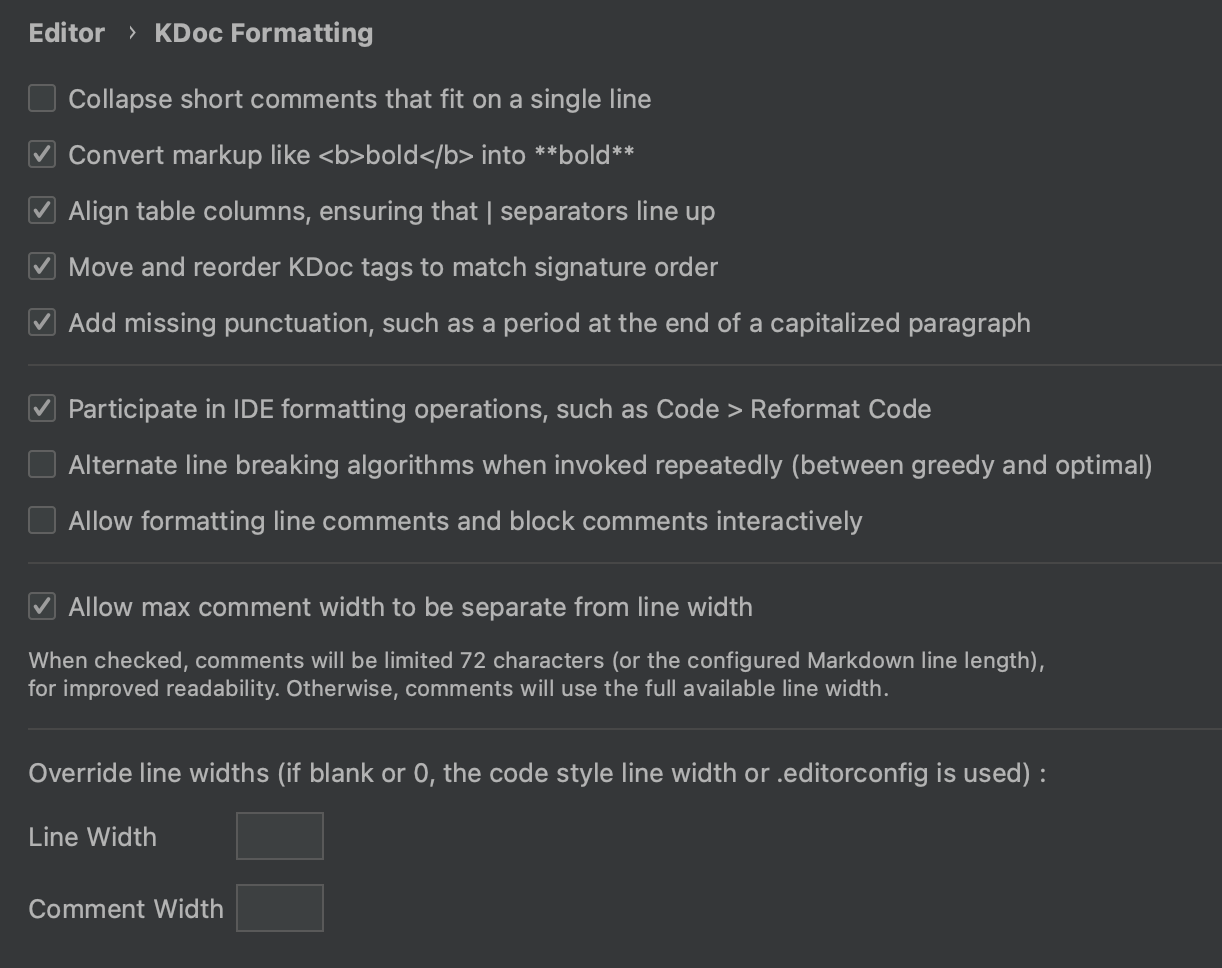 Editor › KDoc Formatting
Collapse short comments that fit on a single line
Convert markup like <b>bold</b> into **bold**
Align table columns, ensuring that | separators line up
Move and reorder KDoc tags to match signature order
Add missing punctuation, such as a period at the end of a capitalized paragraph
Participate in IDE formatting operations, such as Code > Reformat Code
Alternate line breaking algorithms when invoked repeatedly (between greedy and optimal)
Allow formatting line comments and block comments interactively
Allow max comment width to be separate from line width
When checked, comments will be limited 72 characters (or the configured Markdown line length),
for improved readability. Otherwise, comments will use the full available line width.
Override line widths (if blank or 0, the code style line width or .editorconfig is used) :
Line Width
Comment Width